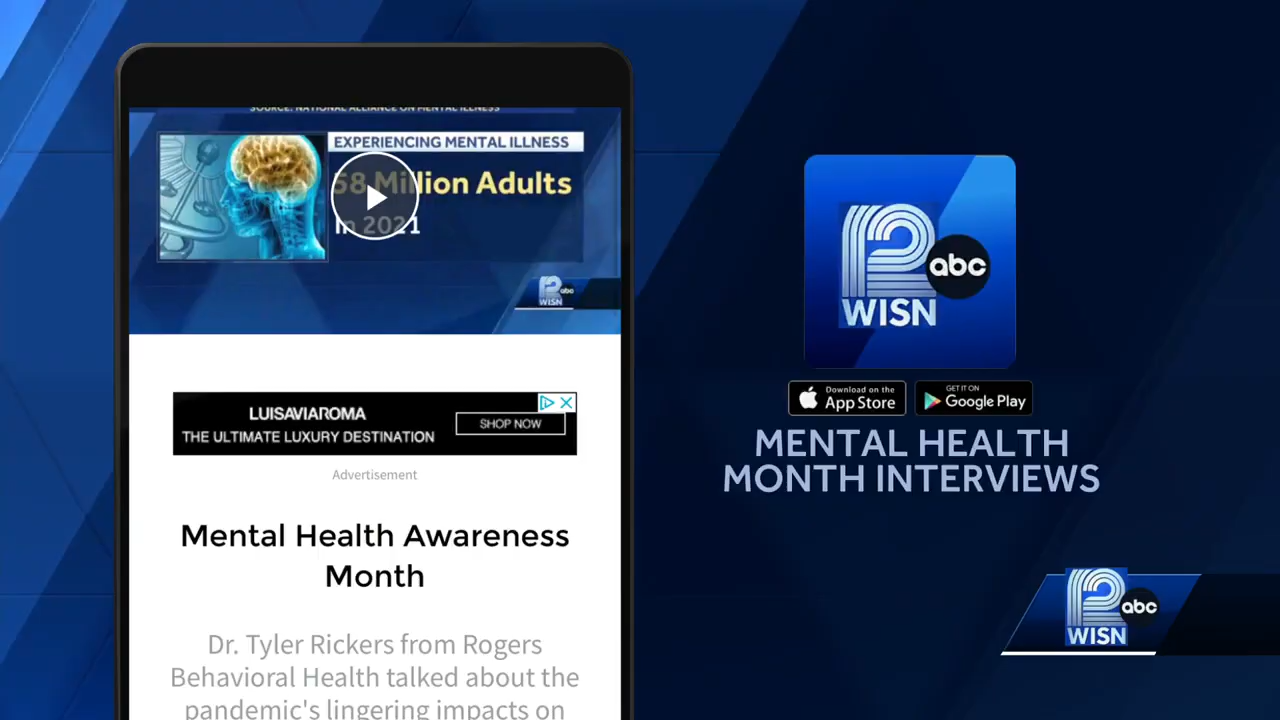 SOURCE: NATIONAL ALLIANCE ON MENTAL ILLNESS
EXPERIENCING MENTAL ILLNESS
58 Million Adults
In 2021
12 abc
WISN
LUISAVIAROMA
THE ULTIMATE LUXURY DESTINATION
SHOP NOW
Advertisement
Mental Health Awareness
Month
Dr. Tyler Rickers from Rogers
Behavioral Health talked about the
pandemic's lingering impacts on
12 abc
WISN
Download on the
App Store
GET IT ON
Google Play
MENTAL HEALTH
MONTH INTERVIEWS
12 abc
WISN